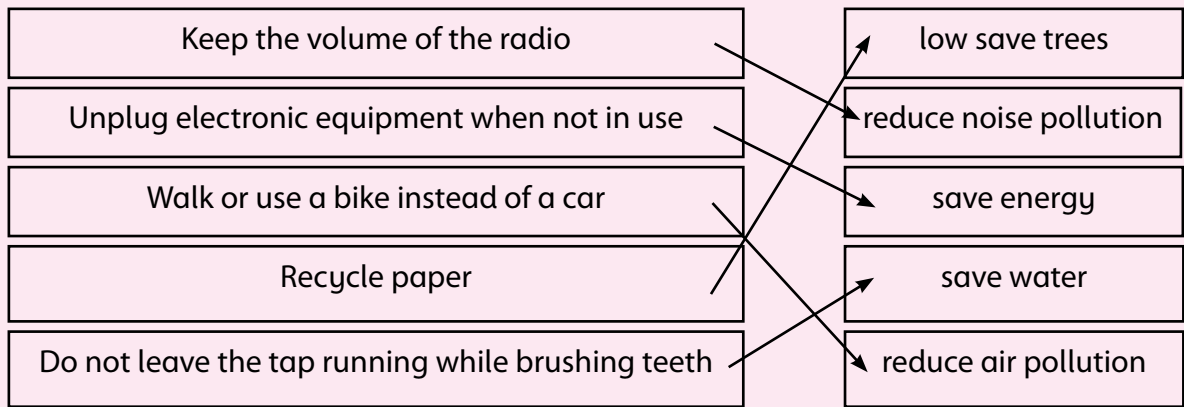 Keep the volume of the radio
low save trees
Unplug electronic equipment when not in use
reduce noise pollution
Walk or use a bike instead of a car
save energy
Recycle paper
save water
Do not leave the tap running while brushing teeth
reduce air pollution